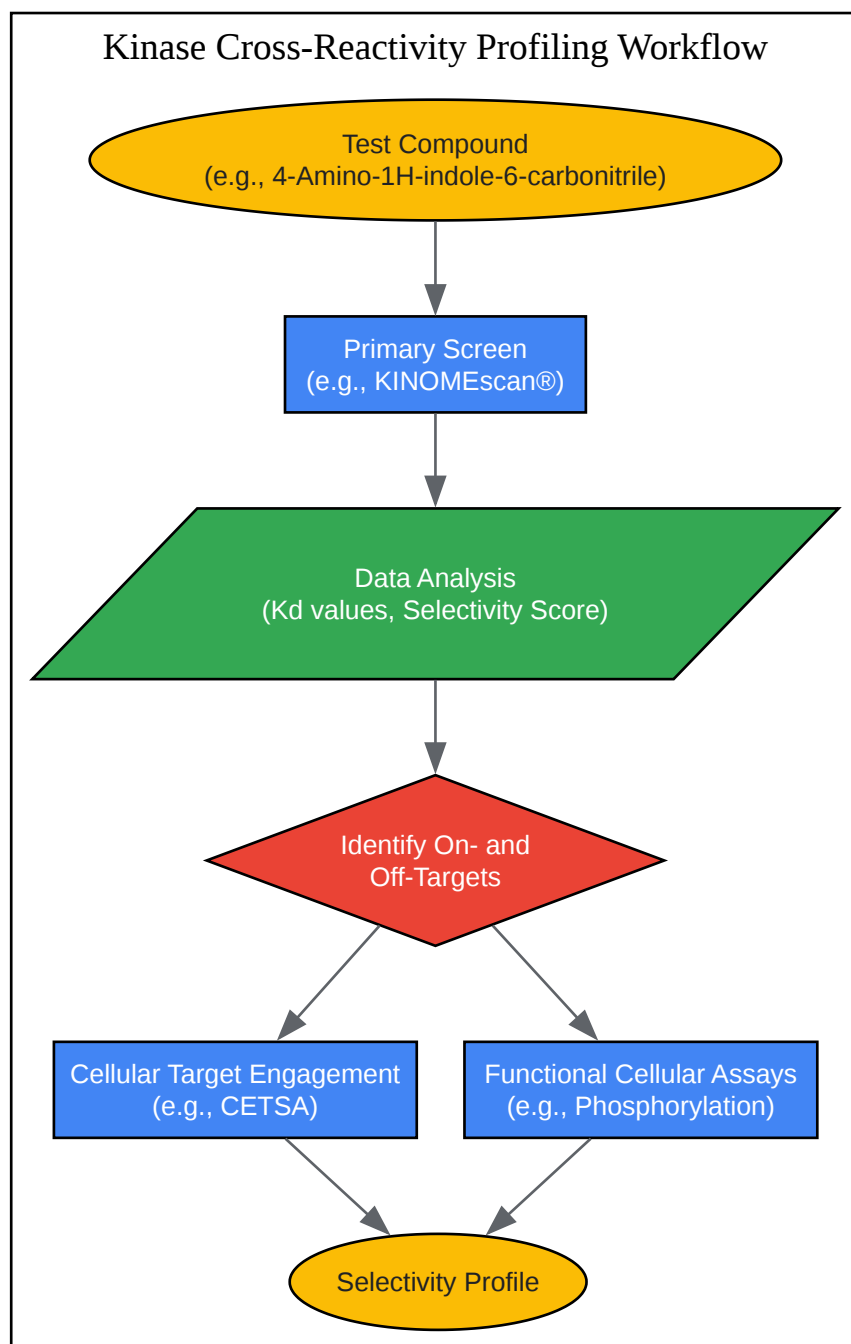 Kinase Cross-Reactivity Profiling Workflow
Test Compound
(e.g., 4-Amino-1H-indole-6-carbonitrile)
Primary Screen
(e.g., KINOMEscan®)
Data Analysis
(Kd values, Selectivity Score)
Identify On- and
Off-Targets
Cellular Target Engagement
(e.g., CETSA)
Functional Cellular Assays
(e.g., Phosphorylation)
Selectivity Profile